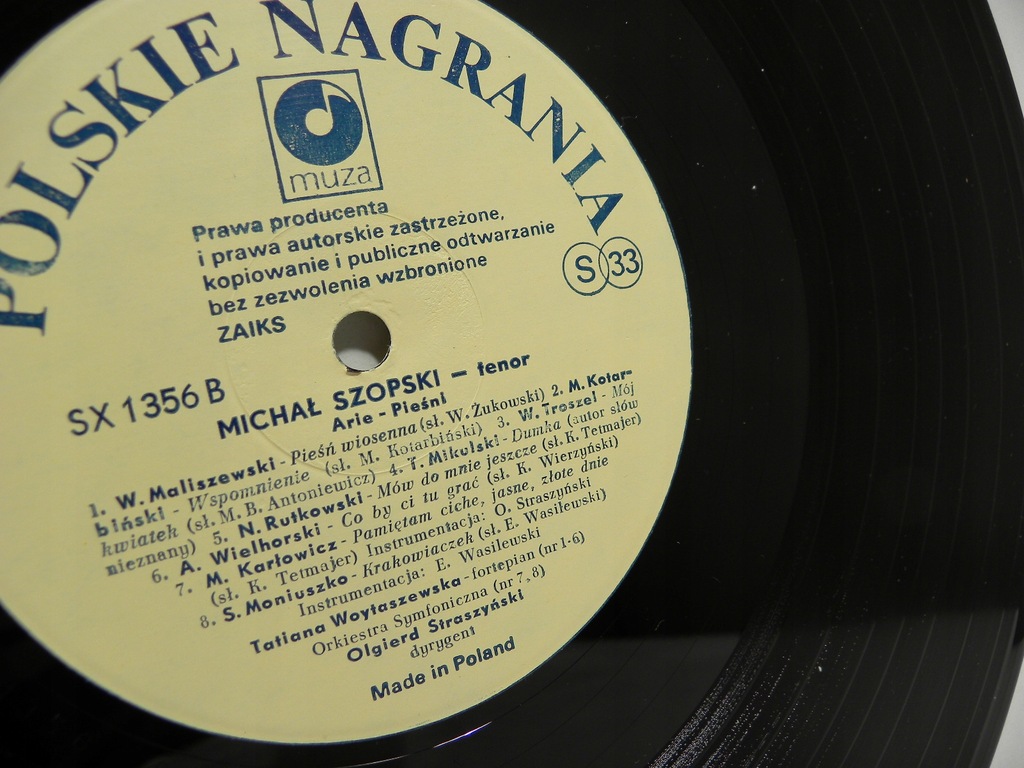 POLSKIE NAGRANIA
muza
Prawa producenta
i prawa autorskie zastrzeżone,
kopiowanie i publiczne odtwarzanie
bez zezwolenia wzbronione
ZAIKS
S 33
SX 1356 B
MICHAŁ SZOPSKI – tenor
Arie - Pieśni
1. W. Maliszewski - Pieśń wiosenna (sł. W. Żukowski) 2. M. Kotar-
biński - Wspomnienie (sł. M. Kotarbiński) 3. W. Troszel - Mój
kwiatek (sł. M. B. Antoniewicz) 4. T. Mikulski - Dumka (autor słów
nieznany) 5. N. Rutkowski - Mów do mnie jeszcze (sł. K. Tetmajer)
6. A. Wielhorski - Co by ci tu grać (sł. K. Wierzyński)
7. M. Karłowicz - Pamiętam ciche, jasne, złote dnie
(sł. K. Tetmajer) Instrumentacja: O. Straszyński
8. S. Moniuszko - Krakowiaczek (sł. E. Wasilewski)
Instrumentacja: E. Wasilewski
Tatiana Woytaszewska - fortepian (nr 1-6)
Orkiestra Symfoniczna (nr 7, 8)
Olgierd Straszyński
dyrygent
Made in Poland